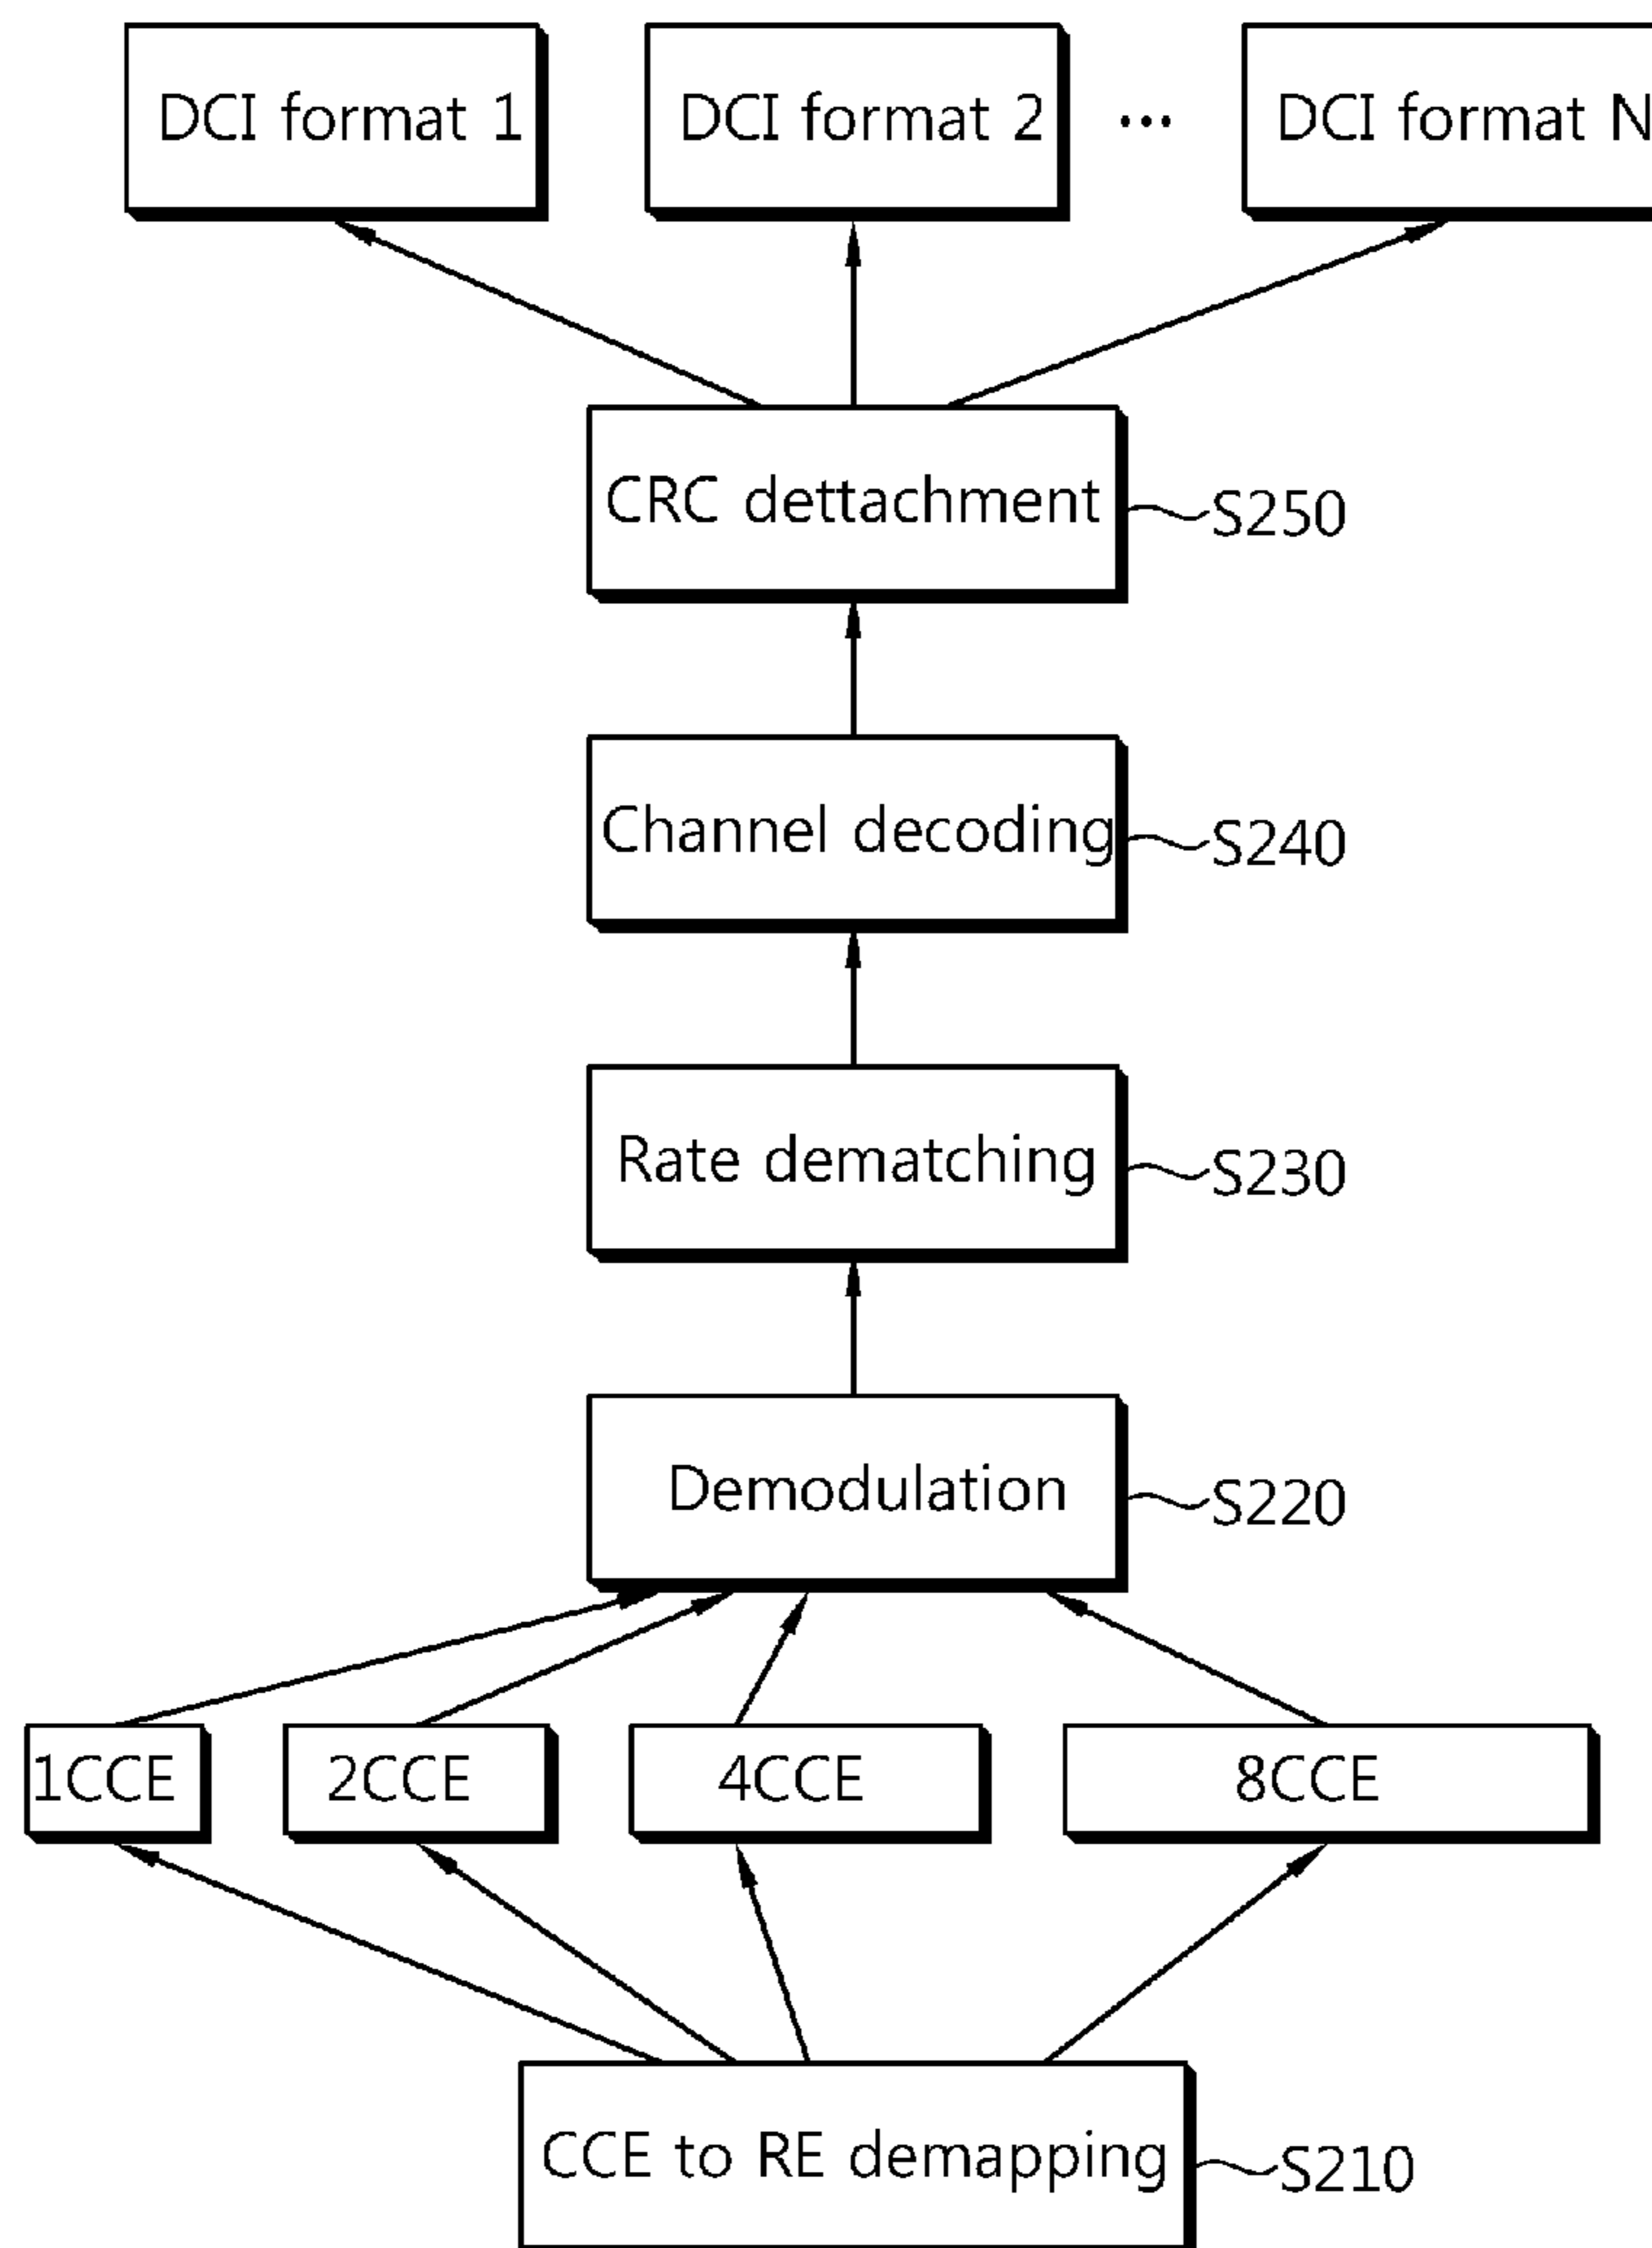 DCI format 1
DCI format 2
...
DCI format N
CRC dettachment
S250
Channel decoding
S240
Rate dematching
S230
Demodulation
S220
1CCE
2CCE
4CCE
8CCE
CCE to RE demapping
S210